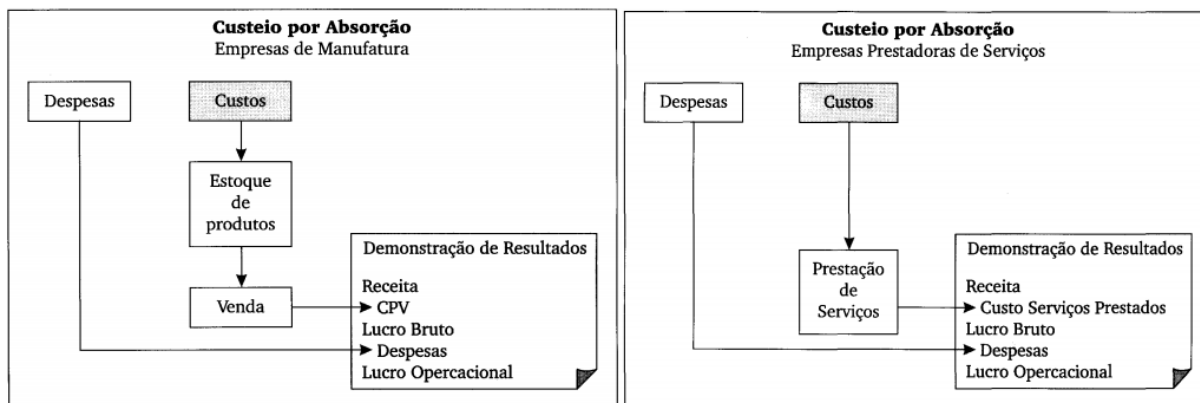 Custeio por Absorção
Empresas de Manufatura
Despesas
Custos
Estoque
de
produtos
Venda
Demonstração de Resultados
Receita
CPV
Lucro Bruto
Despesas
Lucro Opercacional
Custeio por Absorção
Empresas Prestadoras de Serviços
Despesas
Custos
Prestação
de
Serviços
Demonstração de Resultados
Receita
Custo Serviços Prestados
Lucro Bruto
Despesas
Lucro Opercacional